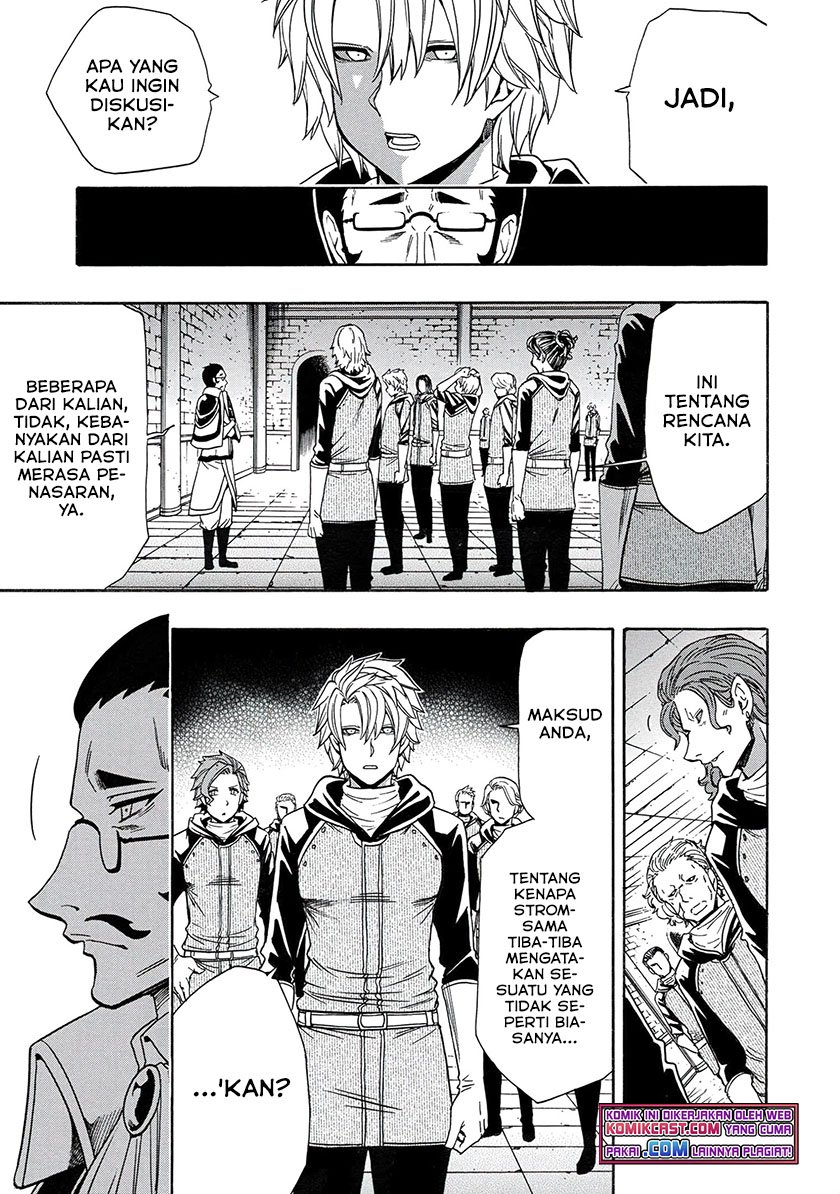 JADI,
APA YANG
KAU INGIN
DISKUSI-
KAN?
INI
TENTANG
RENCANA
KITA.
BEBERAPA
DARI KALIAN,
TIDAK, KEBA-
NYAKAN DARI
KALIAN PASTI
MERASA PE-
NASARAN,
YA.
MAKSUD
ANDA,
TENTANG
KENAPA
STROM-
SAMA
TIBA-TIBA
MENGATA-
KAN SE-
SUATU YANG
TIDAK SE-
PERTI BIA-
SANYA...
...'KAN?
KOMIK INI DIKERJAKAN OLEH WEB
KOMIKCAST.COM YANG CUMA
PAKAI .COM LAINNYA PLAGIAT!